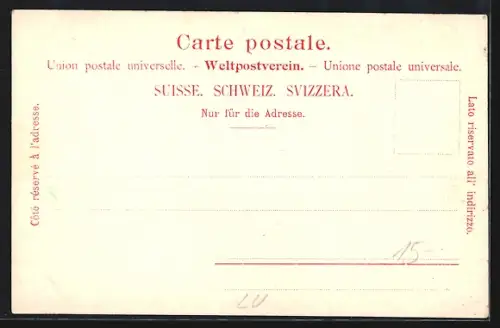 Carte postale.
Union postale universelle. - Weltpostverein. - Unione postale universale.
SUISSE. SCHWEIZ. SVIZZERA.
Nur für die Adresse.
Côté réservé à l'adresse.
Lato riservato all' indirizzo.
15-
LU